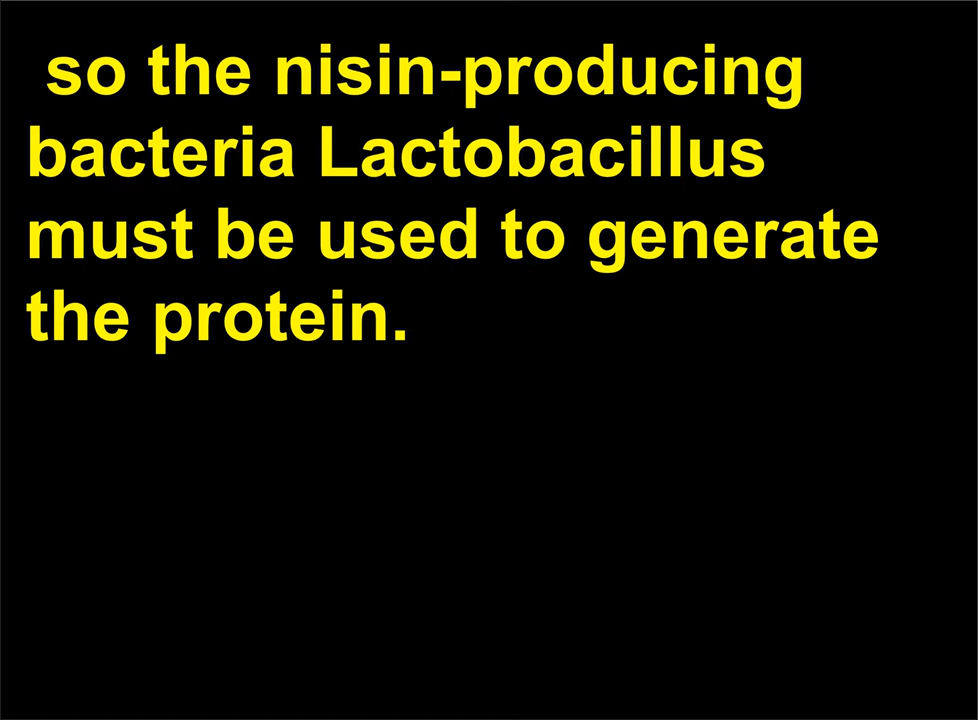 so the nisin-producing
bacteria Lactobacillus
must be used to generate
the protein.